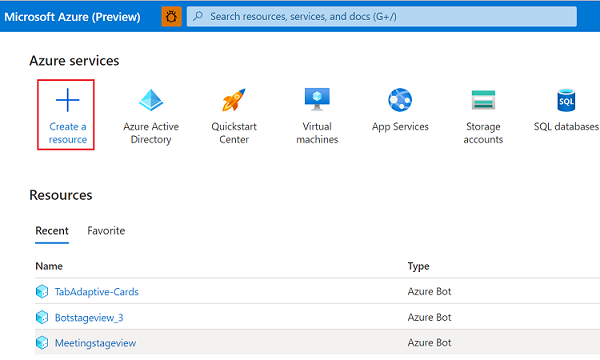 Microsoft Azure (Preview)
Search resources, services, and docs (G+/)
Azure services
Create a resource
Azure Active Directory
Quickstart Center
Virtual machines
App Services
Storage accounts
SQL
SQL databases
Resources
Recent Favorite
Name Type
TabAdaptive-Cards Azure Bot
Botstageview_3 Azure Bot
Meetingstageview Azure Bot